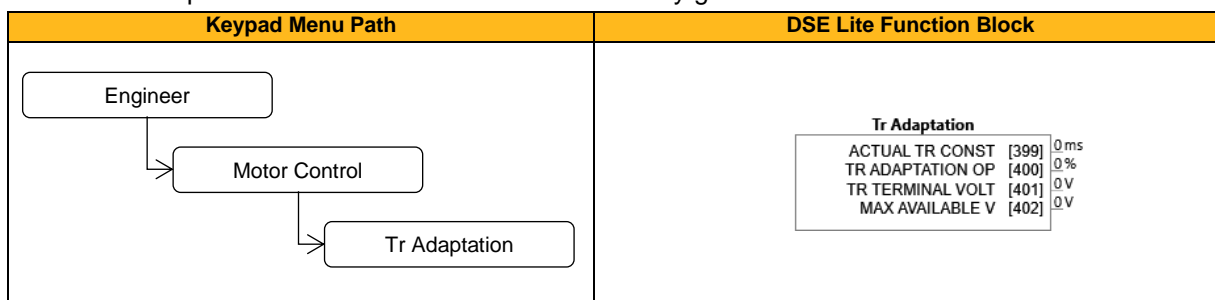 Keypad Menu Path
DSE Lite Function Block
Engineer
Motor Control
Tr Adaptation
Tr Adaptation
ACTUAL TR CONST [399] 0 ms
TR ADAPTATION OP [400] 0 %
TR TERMINAL VOLT [401] 0 V
MAX AVAILABLE V [402] 0 V